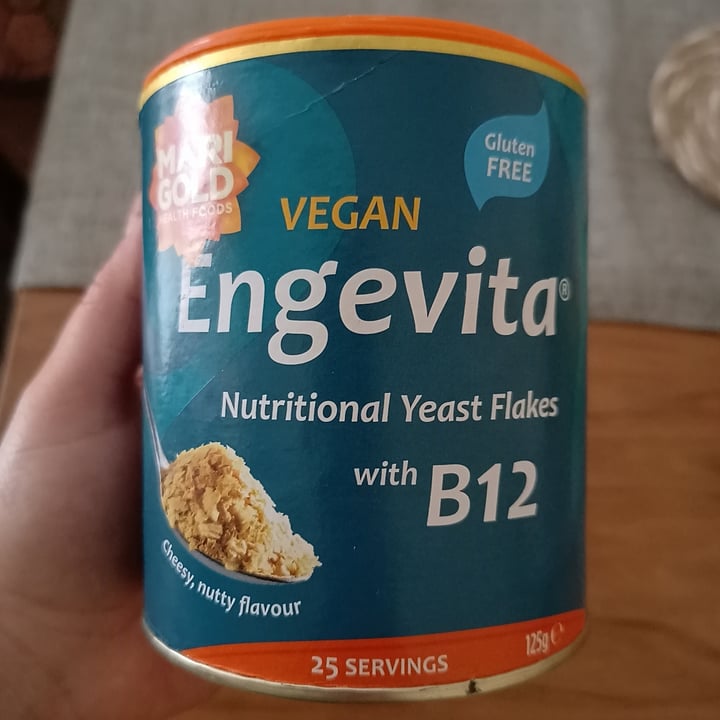 MARI
GOLD
HEALTH FOODS
Gluten
FREE
VEGAN
Engevita®
Nutritional Yeast Flakes
with B12
Cheesy, nutty flavour
25 SERVINGS
125g ℮